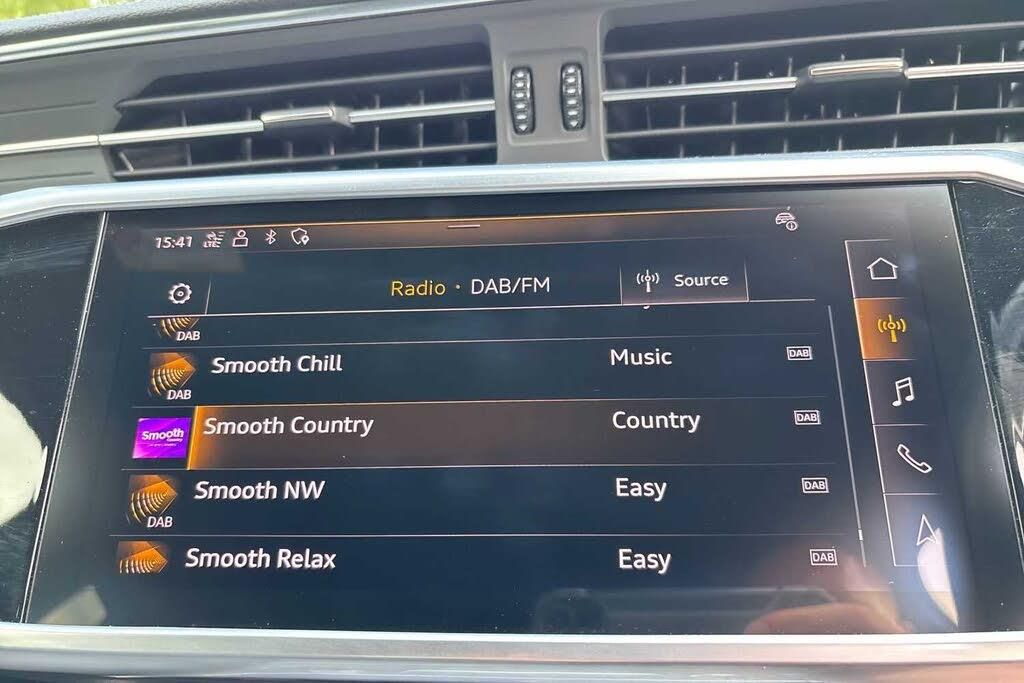 15:41 LTE
Radio · DAB/FM Source
DAB
Smooth Chill Music DAB
DAB
Smooth Smooth Country Country DAB
Smooth NW Easy DAB
DAB
Smooth Relax Easy DAB